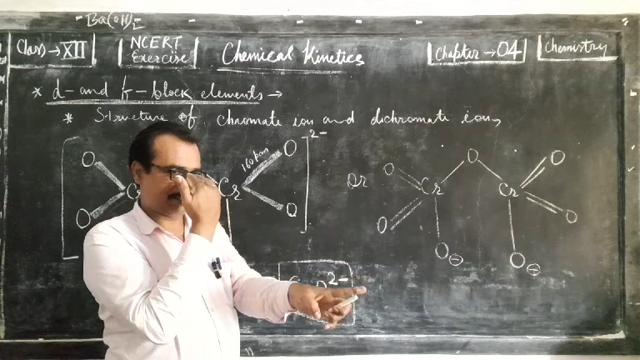 Ba(OH)2
Class → XII
NCERT
Exercise
Chemical Kinetics
Chapter → 04
Chemistry
* d- and f-block elements →
* Structure of chromate ion and dichromate ion,
2-
O O O O O
Cr Cr Cr
O O O O
O⊖ O⊖
2-